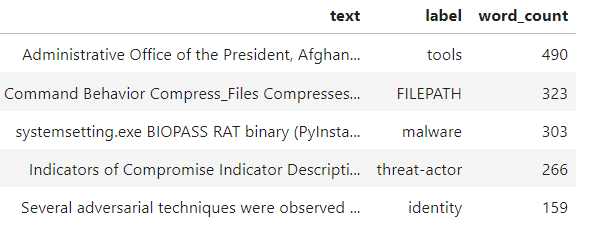 text label word_count
Administrative Office of the President, Afghan... tools 490
Command Behavior Compress_Files Compresses... FILEPATH 323
systemsetting.exe BIOPASS RAT binary (PyInsta... malware 303
Indicators of Compromise Indicator Descripti... threat-actor 266
Several adversarial techniques were observed ... identity 159